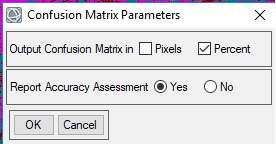 Confusion Matrix Parameters
Output Confusion Matrix in Pixels Percent
Report Accuracy Assessment Yes No
OK Cancel